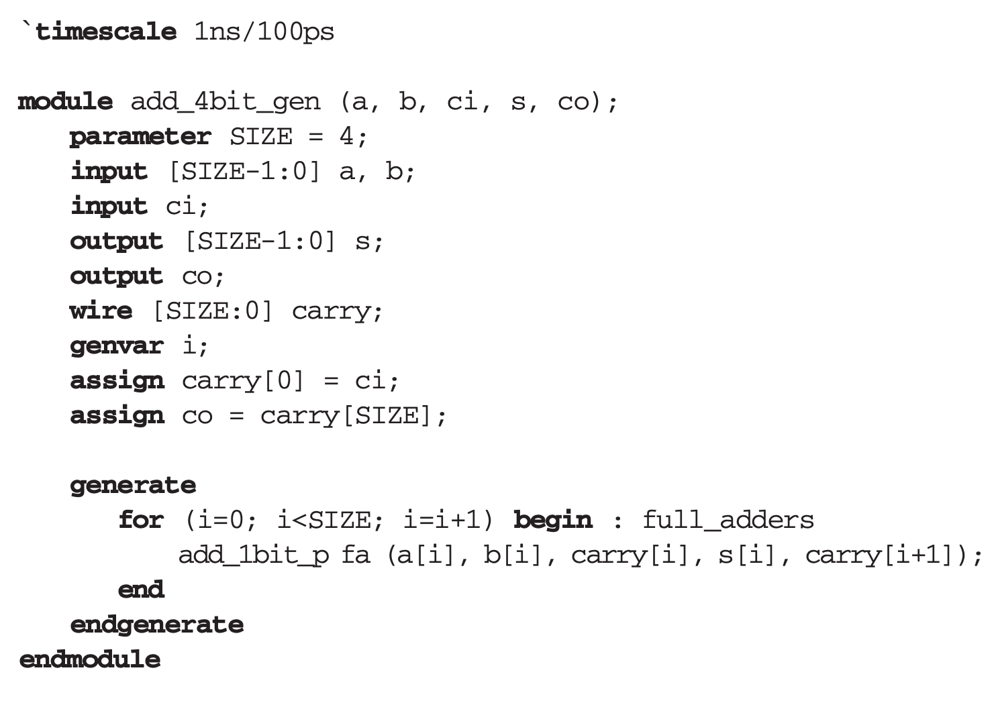 `timescale 1ns/100ps
module add_4bit_gen (a, b, ci, s, co);
parameter SIZE = 4;
input [SIZE-1:0] a, b;
input ci;
output [SIZE-1:0] s;
output co;
wire [SIZE:0] carry;
genvar i;
assign carry[0] = ci;
assign co = carry[SIZE];
generate
for (i=0; i<SIZE; i=i+1) begin : full_adders
add_1bit_p fa (a[i], b[i], carry[i], s[i], carry[i+1]);
end
endgenerate
endmodule